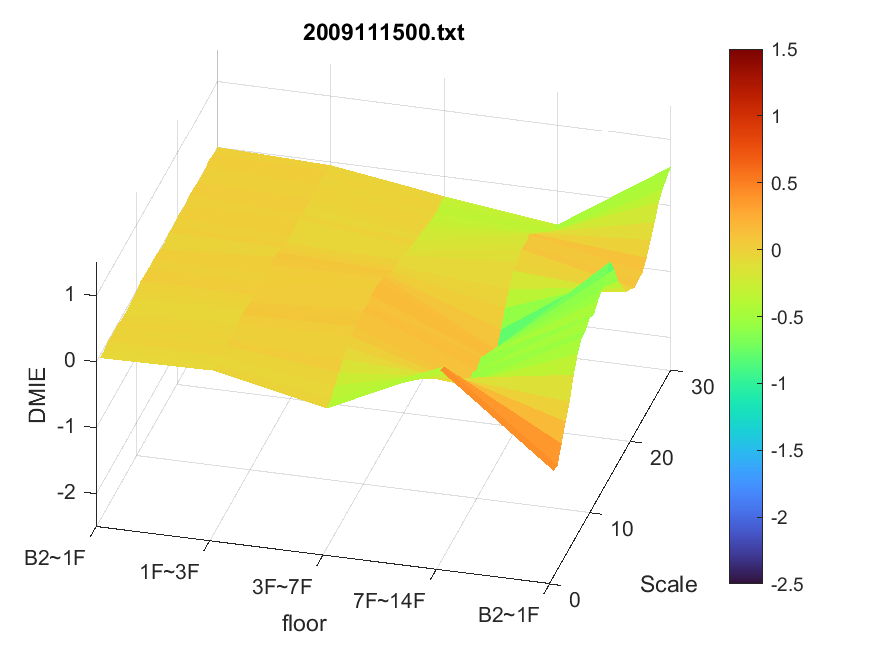 2009111500.txt
1
0
-1
-2
DMIE
B2~1F
1F~3F
3F~7F
7F~14F
B2~1F
floor
0
10
20
30
Scale
1.5
1
0.5
0
-0.5
-1
-1.5
-2
-2.5